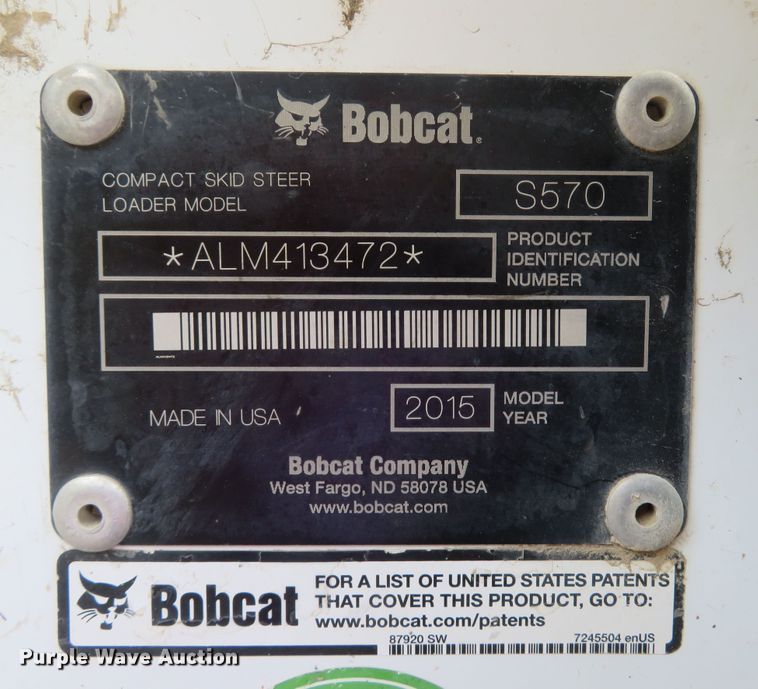 Bobcat®
COMPACT SKID STEER
LOADER MODEL
S570
*ALM413472*
PRODUCT
IDENTIFICATION
NUMBER
MADE IN USA
2015
MODEL
YEAR
Bobcat Company
West Fargo, ND 58078 USA
www.bobcat.com
Bobcat
FOR A LIST OF UNITED STATES PATENTS
THAT COVER THIS PRODUCT, GO TO:
www.bobcat.com/patents
87920 SW
7245504 enUS
Purple Wave Auction